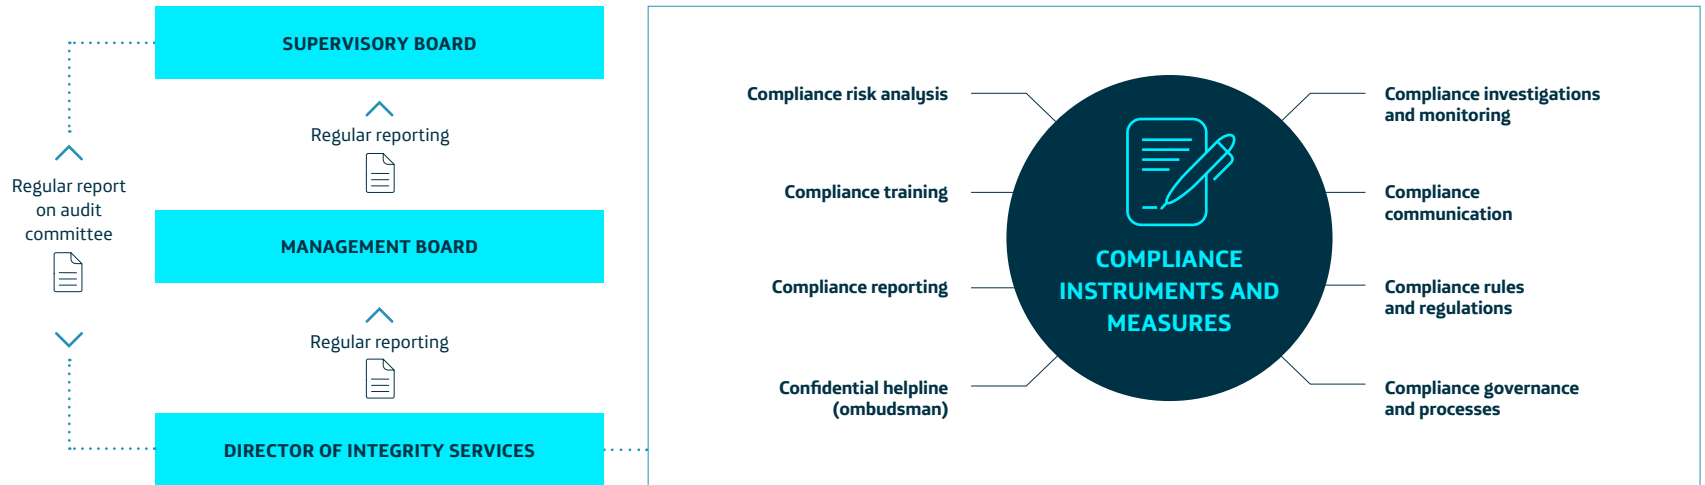 SUPERVISORY BOARD
Regular reporting
Regular report
on audit
committee
MANAGEMENT BOARD
Regular reporting
DIRECTOR OF INTEGRITY SERVICES
Compliance risk analysis
Compliance training
Compliance reporting
Confidential helpline
(ombudsman)
COMPLIANCE
INSTRUMENTS AND
MEASURES
Compliance investigations
and monitoring
Compliance
communication
Compliance rules
and regulations
Compliance governance
and processes